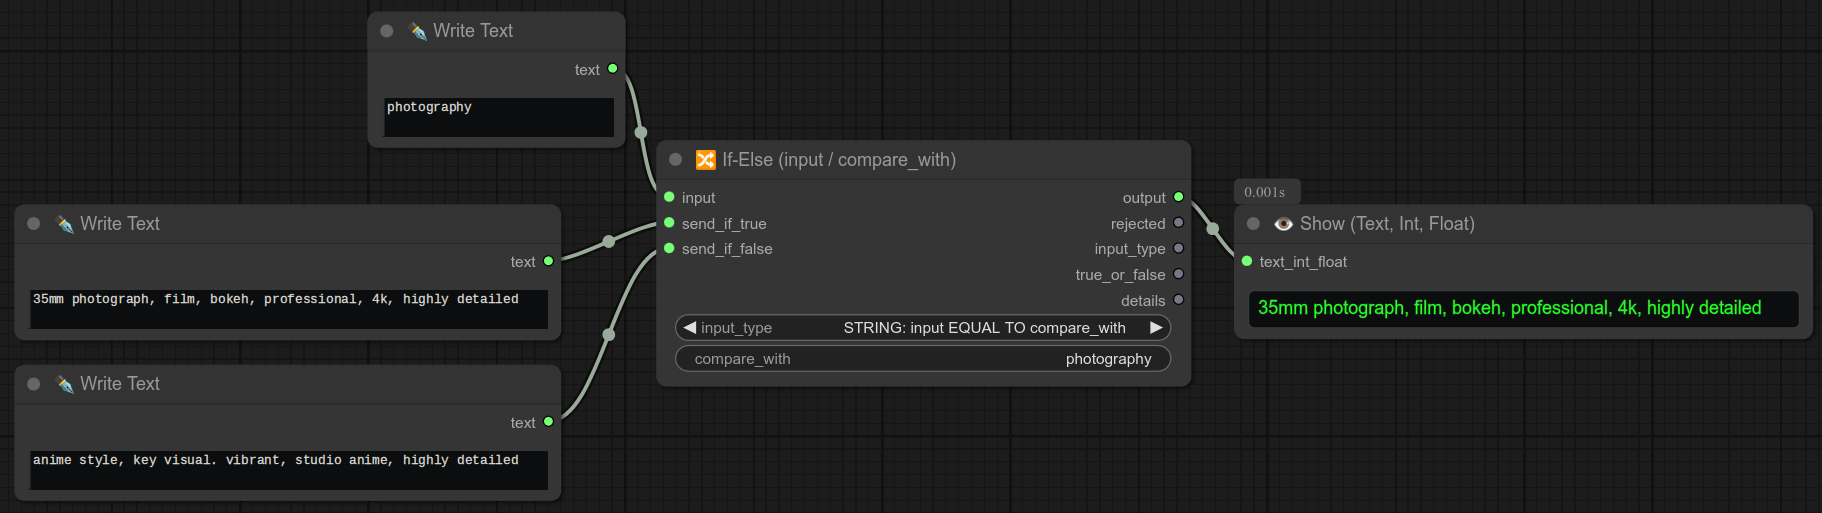 Write Text
text
photography
Write Text
text
35mm photograph, film, bokeh, professional, 4k, highly detailed
Write Text
text
anime style, key visual. vibrant, studio anime, highly detailed
If-Else (input / compare_with)
input output
send_if_true rejected
send_if_false input_type
true_or_false
details
input_type STRING: input EQUAL TO compare_with
compare_with photography
0.001s
Show (Text, Int, Float)
text_int_float
35mm photograph, film, bokeh, professional, 4k, highly detailed